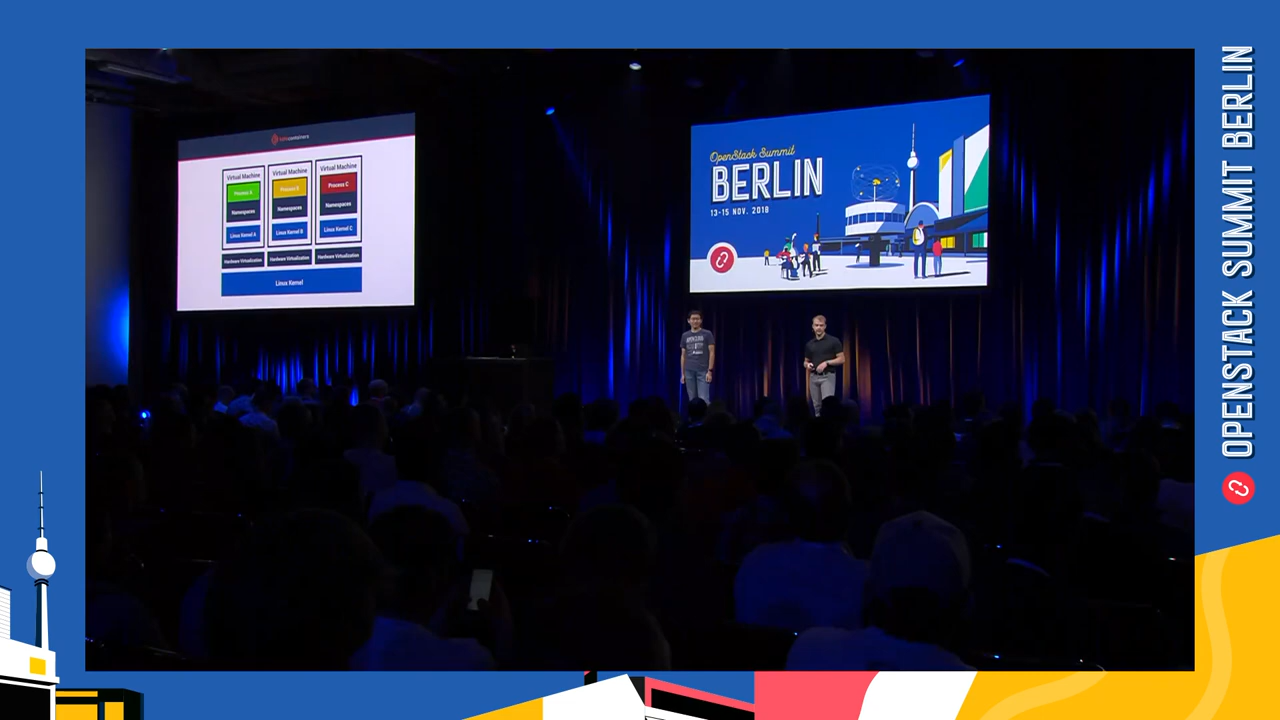 katacontainers
Virtual Machine
Process A
Namespaces
Linux Kernel A
Hardware Virtualization
Virtual Machine
Process B
Namespaces
Linux Kernel B
Hardware Virtualization
Virtual Machine
Process C
Namespaces
Linux Kernel C
Hardware Virtualization
Linux Kernel
OpenStack Summit
BERLIN
13-15 NOV. 2018
OPENSTACK SUMMIT BERLIN